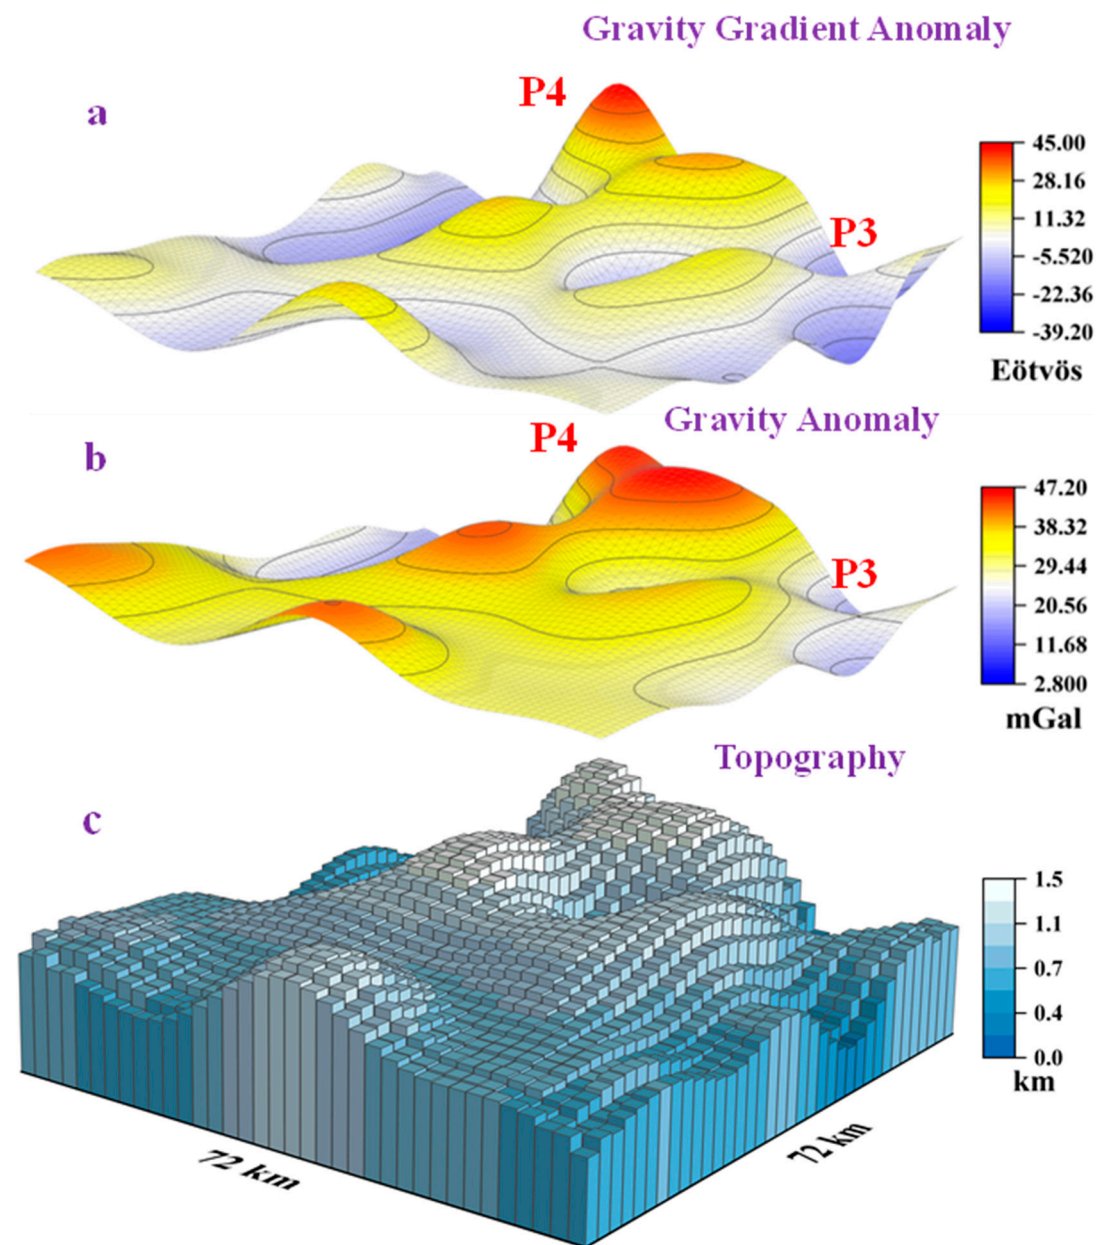 Gravity Gradient Anomaly
a
P4
P3
45.00
28.16
11.32
-5.520
-22.36
-39.20
Eötvös
Gravity Anomaly
b
P4
P3
47.20
38.32
29.44
20.56
11.68
2.800
mGal
Topography
c
1.5
1.1
0.7
0.4
0.0
km
72 km
72 km